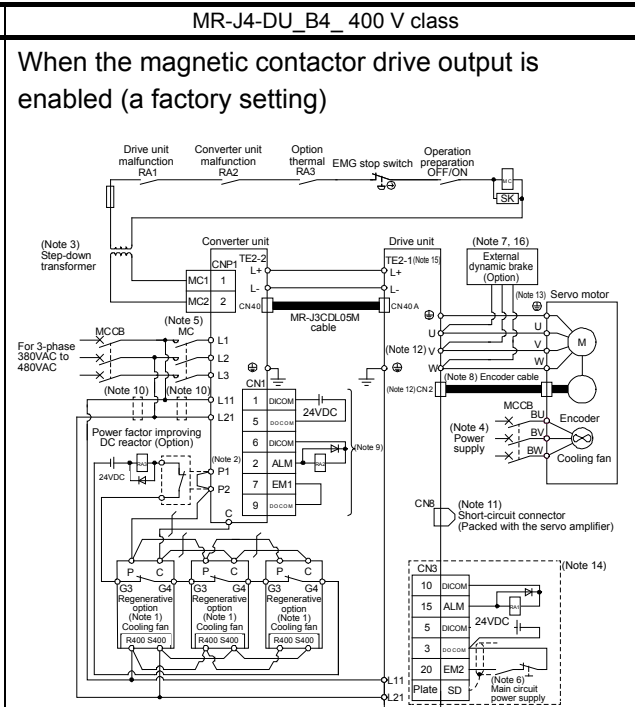 MR-J4-DU_B4_ 400 V class
When the magnetic contactor drive output is
enabled (a factory setting)
Drive unit
malfunction
RA1
Converter unit
malfunction
RA2
Option
thermal
RA3
EMG stop switch
Operation
preparation
OFF/ON
MC
SK
(Note 3)
Step-down
transformer
Converter unit
CNP1
MC1 1
MC2 2
TE2-2
L+
L-
CN40
MR-J3CDL05M
cable
Drive unit
TE2-1(Note 15)
L+
L-
CN40A
(Note 7, 16)
External
dynamic brake
(Option)
(Note 13) Servo motor
U
(Note 12) V
W
U
V
W
M
For 3-phase
380VAC to
480VAC
MCCB
(Note 5)
MC
L1
L2
L3
(Note 10) (Note 10)
L11
L21
(Note 12) CN2
(Note 8) Encoder cable
Encoder
(Note 4)
Power
supply
MCCB
BU
BV
BW
Cooling fan
CN1
1 DICOM
5 DOCOM
24VDC
6 DICOM
2 ALM
RA2
7 EM1
9 DOCOM
(Note 9)
Power factor improving
DC reactor (Option)
24VDC
RA3
(Note 2)
P1
P2
C
CN8
(Note 11)
Short-circuit connector
(Packed with the servo amplifier)
P C
G3 G4
Regenerative
option
(Note 1)
Cooling fan
R400 S400
P C
G3 G4
Regenerative
option
(Note 1)
Cooling fan
R400 S400
P C
G3 G4
Regenerative
option
(Note 1)
Cooling fan
R400 S400
L11
L21
CN3
(Note 14)
10 DICOM
15 ALM
RA1
5 DICOM
24VDC
3 DOCOM
20 EM2
Plate SD
(Note 6)
Main circuit
power supply